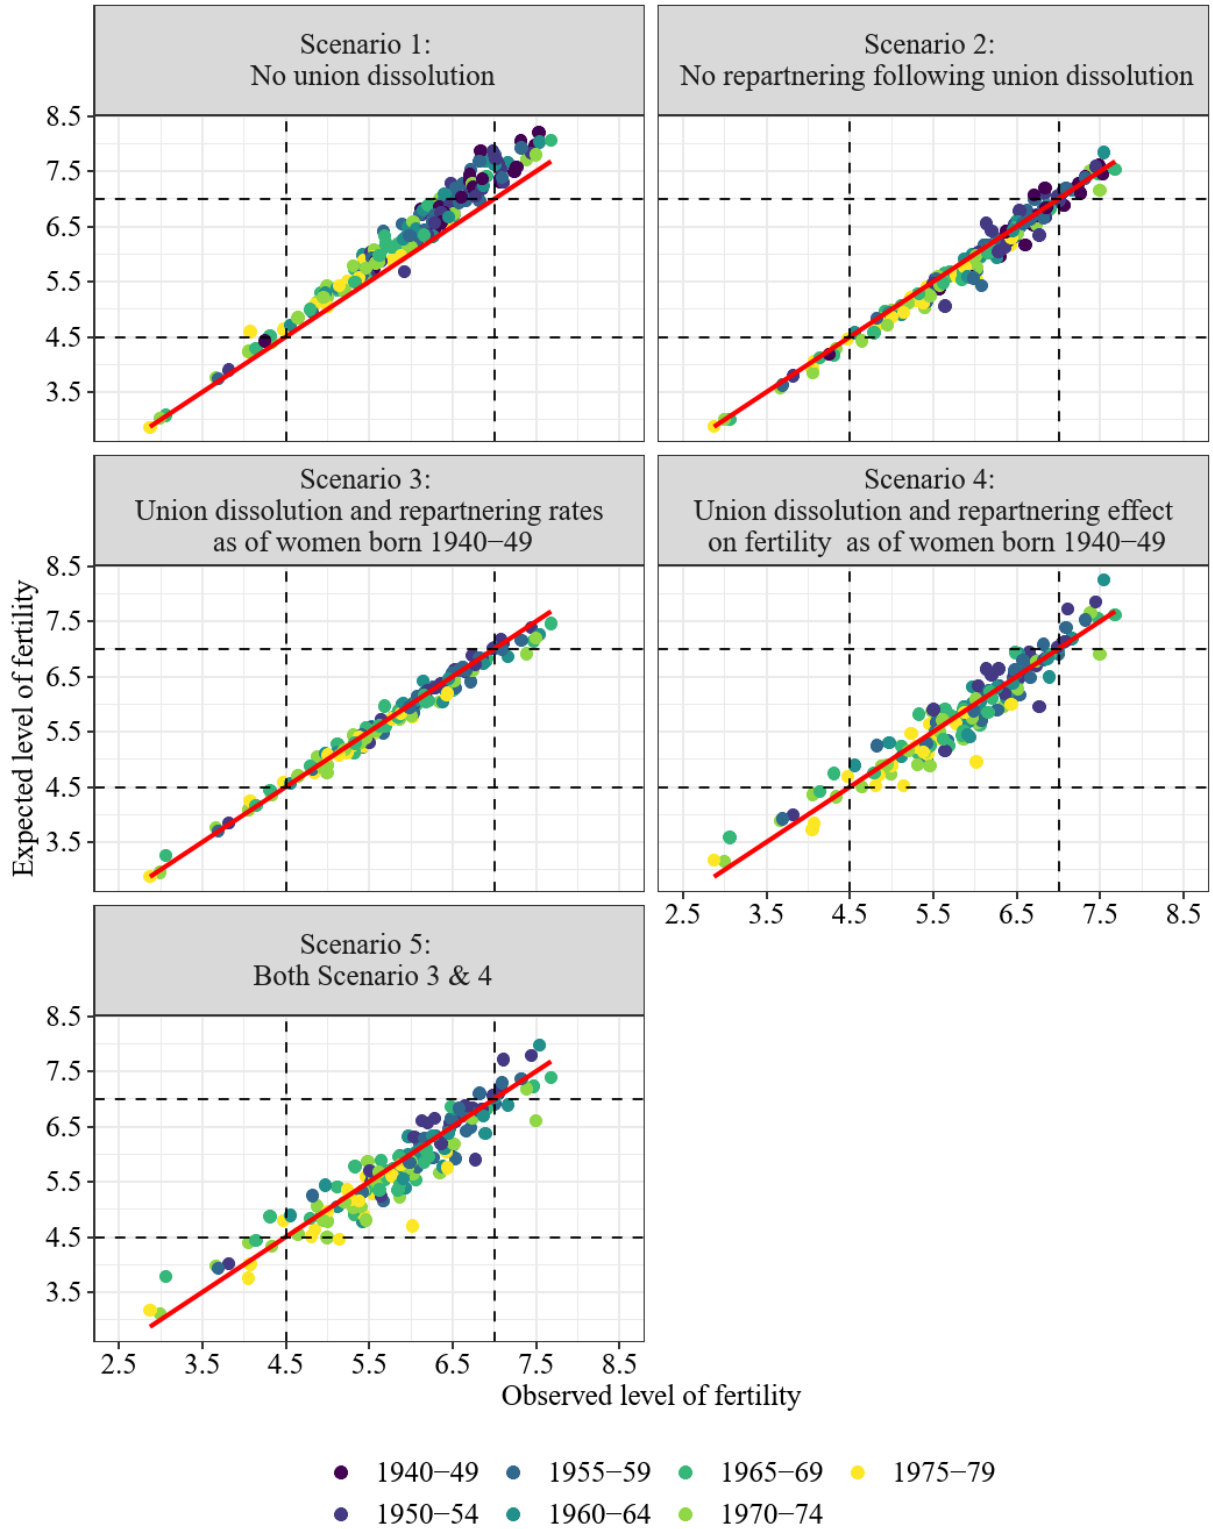 Scenario 1:
No union dissolution
Scenario 2:
No repartnering following union dissolution
8.5
7.5
6.5
5.5
4.5
3.5
Scenario 3:
Union dissolution and repartnering rates
as of women born 1940−49
Scenario 4:
Union dissolution and repartnering effect
on fertility as of women born 1940−49
8.5
7.5
6.5
5.5
4.5
3.5
2.5 3.5 4.5 5.5 6.5 7.5 8.5
Expected level of fertility
Scenario 5:
Both Scenario 3 & 4
8.5
7.5
6.5
5.5
4.5
3.5
2.5 3.5 4.5 5.5 6.5 7.5 8.5
Observed level of fertility
1940−49 1955−59 1965−69 1975−79
1950−54 1960−64 1970−74